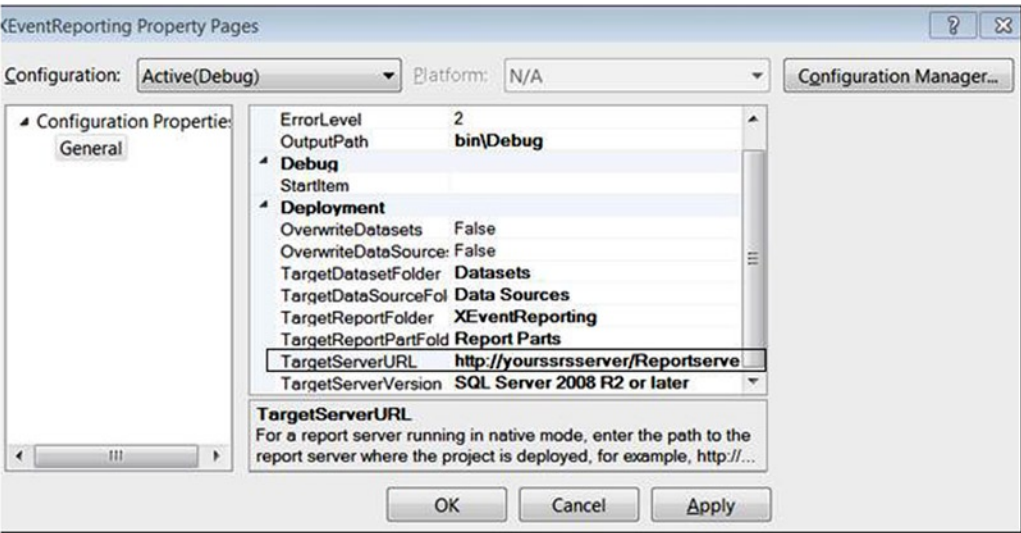 XEventReporting Property Pages
Configuration: Active(Debug) Platform: N/A Configuration Manager...
Configuration Properties
General
ErrorLevel 2
OutputPath bin\Debug
Debug
StartItem
Deployment
OverwriteDatasets False
OverwriteDataSource: False
TargetDatasetFolder Datasets
TargetDataSourceFol Data Sources
TargetReportFolder XEventReporting
TargetReportPartFold Report Parts
TargetServerURL http://yourssrsserver/Reportserve
TargetServerVersion SQL Server 2008 R2 or later
TargetServerURL
For a report server running in native mode, enter the path to the
report server where the project is deployed, for example, http://...
OK Cancel Apply